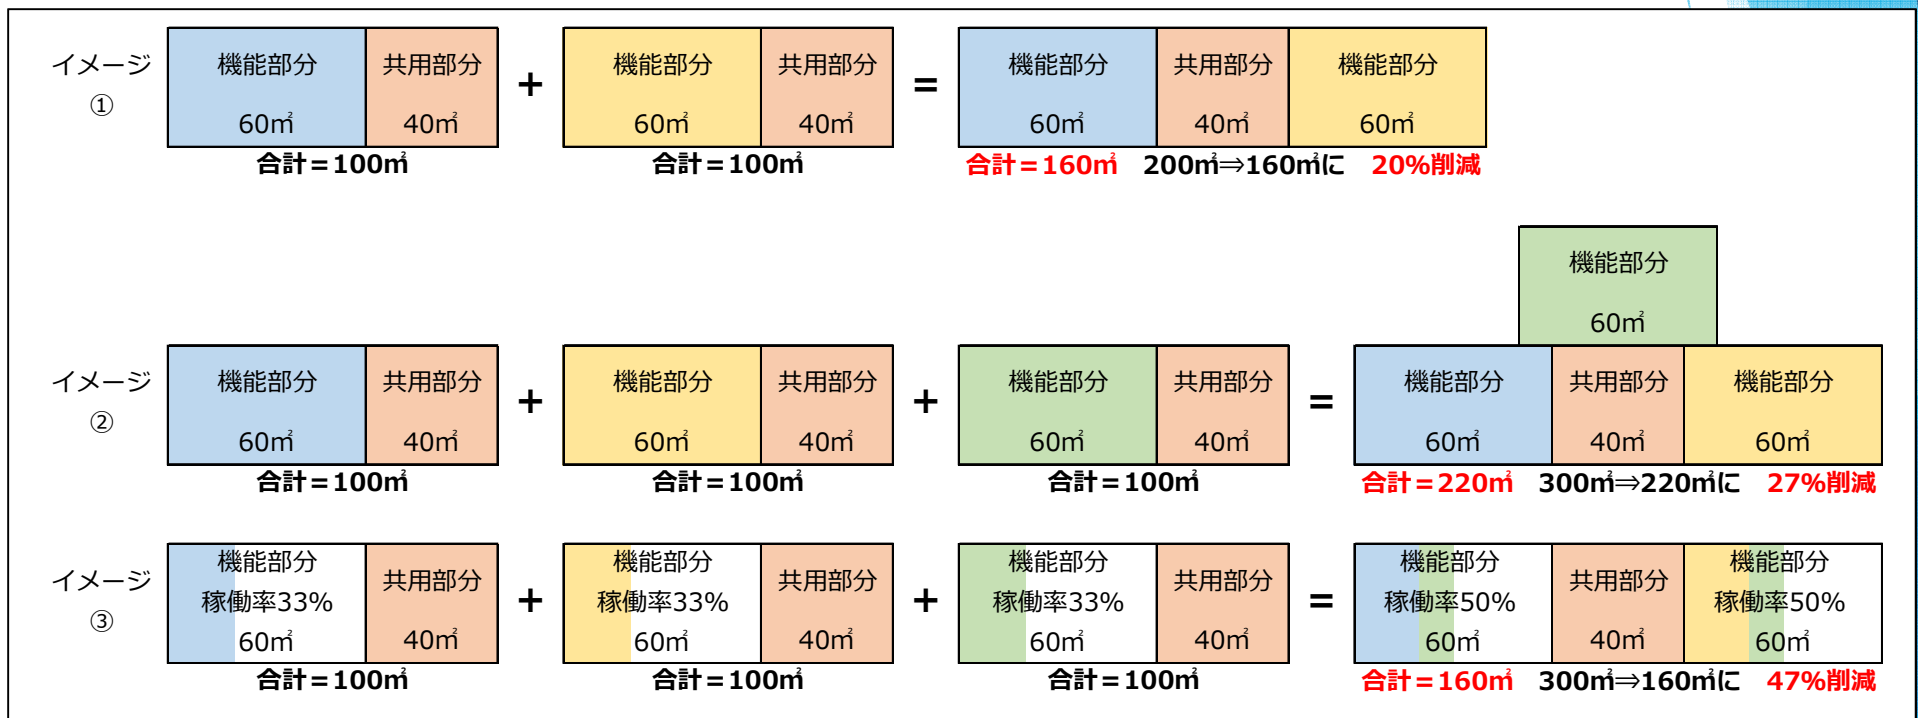 イメージ
①
機能部分
60㎡
共用部分
40㎡
合計＝100㎡
+
機能部分
60㎡
共用部分
40㎡
合計＝100㎡
=
機能部分
60㎡
共用部分
40㎡
機能部分
60㎡
合計＝160㎡ 200㎡⇒160㎡に 20%削減
イメージ
②
機能部分
60㎡
共用部分
40㎡
合計＝100㎡
+
機能部分
60㎡
共用部分
40㎡
合計＝100㎡
+
機能部分
60㎡
共用部分
40㎡
合計＝100㎡
=
機能部分
60㎡
機能部分
60㎡
共用部分
40㎡
機能部分
60㎡
合計＝220㎡ 300㎡⇒220㎡に 27%削減
イメージ
③
機能部分
稼働率33%
60㎡
共用部分
40㎡
合計＝100㎡
+
機能部分
稼働率33%
60㎡
共用部分
40㎡
合計＝100㎡
+
機能部分
稼働率33%
60㎡
共用部分
40㎡
合計＝100㎡
=
機能部分
稼働率50%
60㎡
共用部分
40㎡
機能部分
稼働率50%
60㎡
合計＝160㎡ 300㎡⇒160㎡に 47%削減